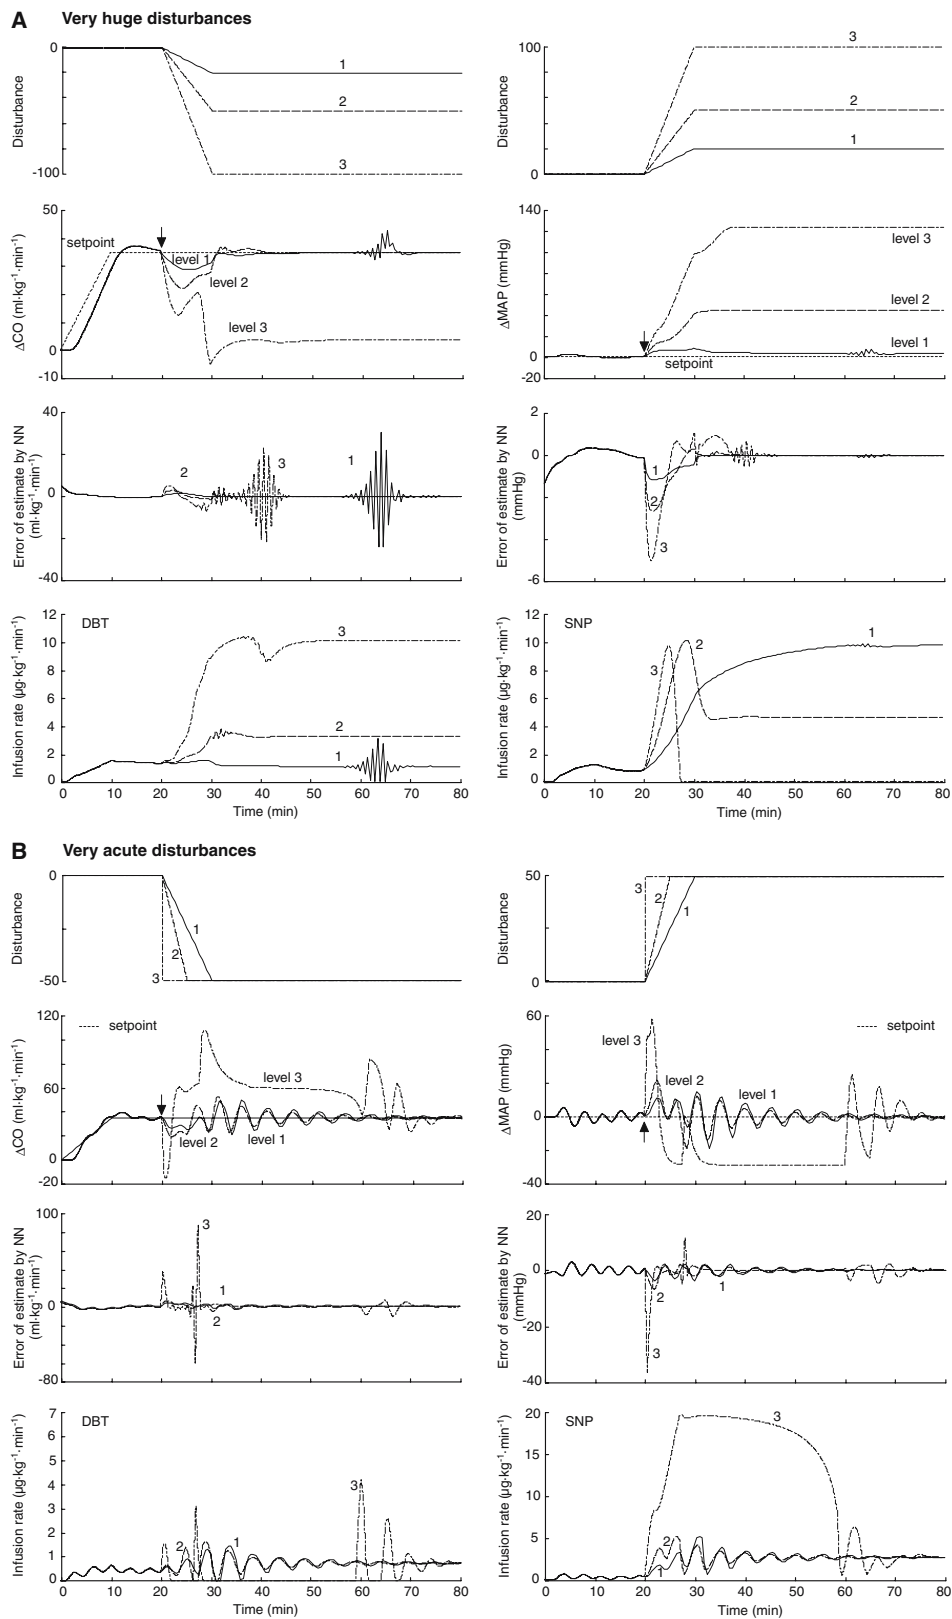 A Very huge disturbances
0
-100
Disturbance
1
2
3
100
0
Disturbance
3
2
1
50
0
-10
ΔCO (ml·kg⁻¹·min⁻¹)
setpoint
level 1
level 2
level 3
140
0
-20
ΔMAP (mmHg)
level 3
level 2
level 1
setpoint
40
0
-40
Error of estimate by NN
(ml·kg⁻¹·min⁻¹)
2
3
1
2
0
-6
Error of estimate by NN
(mmHg)
1
2
3
12
10
8
6
4
2
0
Infusion rate (µg·kg⁻¹·min⁻¹)
DBT
3
2
1
0 10 20 30 40 50 60 70 80
Time (min)
12
10
8
6
4
2
0
Infusion rate (µg·kg⁻¹·min⁻¹)
SNP
3
2
1
0 10 20 30 40 50 60 70 80
Time (min)
B Very acute disturbances
0
-50
Disturbance
1
2
3
50
0
Disturbance
3
2
1
120
60
0
-20
ΔCO (ml·kg⁻¹·min⁻¹)
setpoint
level 3
level 2
level 1
60
20
0
-40
ΔMAP (mmHg)
setpoint
level 3
level 2
level 1
100
0
-80
Error of estimate by NN
(ml·kg⁻¹·min⁻¹)
3
1
2
20
0
-20
-40
Error of estimate by NN
(mmHg)
1
2
3
7
6
5
4
3
2
1
0
Infusion rate (µg·kg⁻¹·min⁻¹)
DBT
2
1
3
0 10 20 30 40 50 60 70 80
Time (min)
20
15
10
5
0
Infusion rate (µg·kg⁻¹·min⁻¹)
SNP
3
2
1
0 10 20 30 40 50 60 70 80
Time (min)